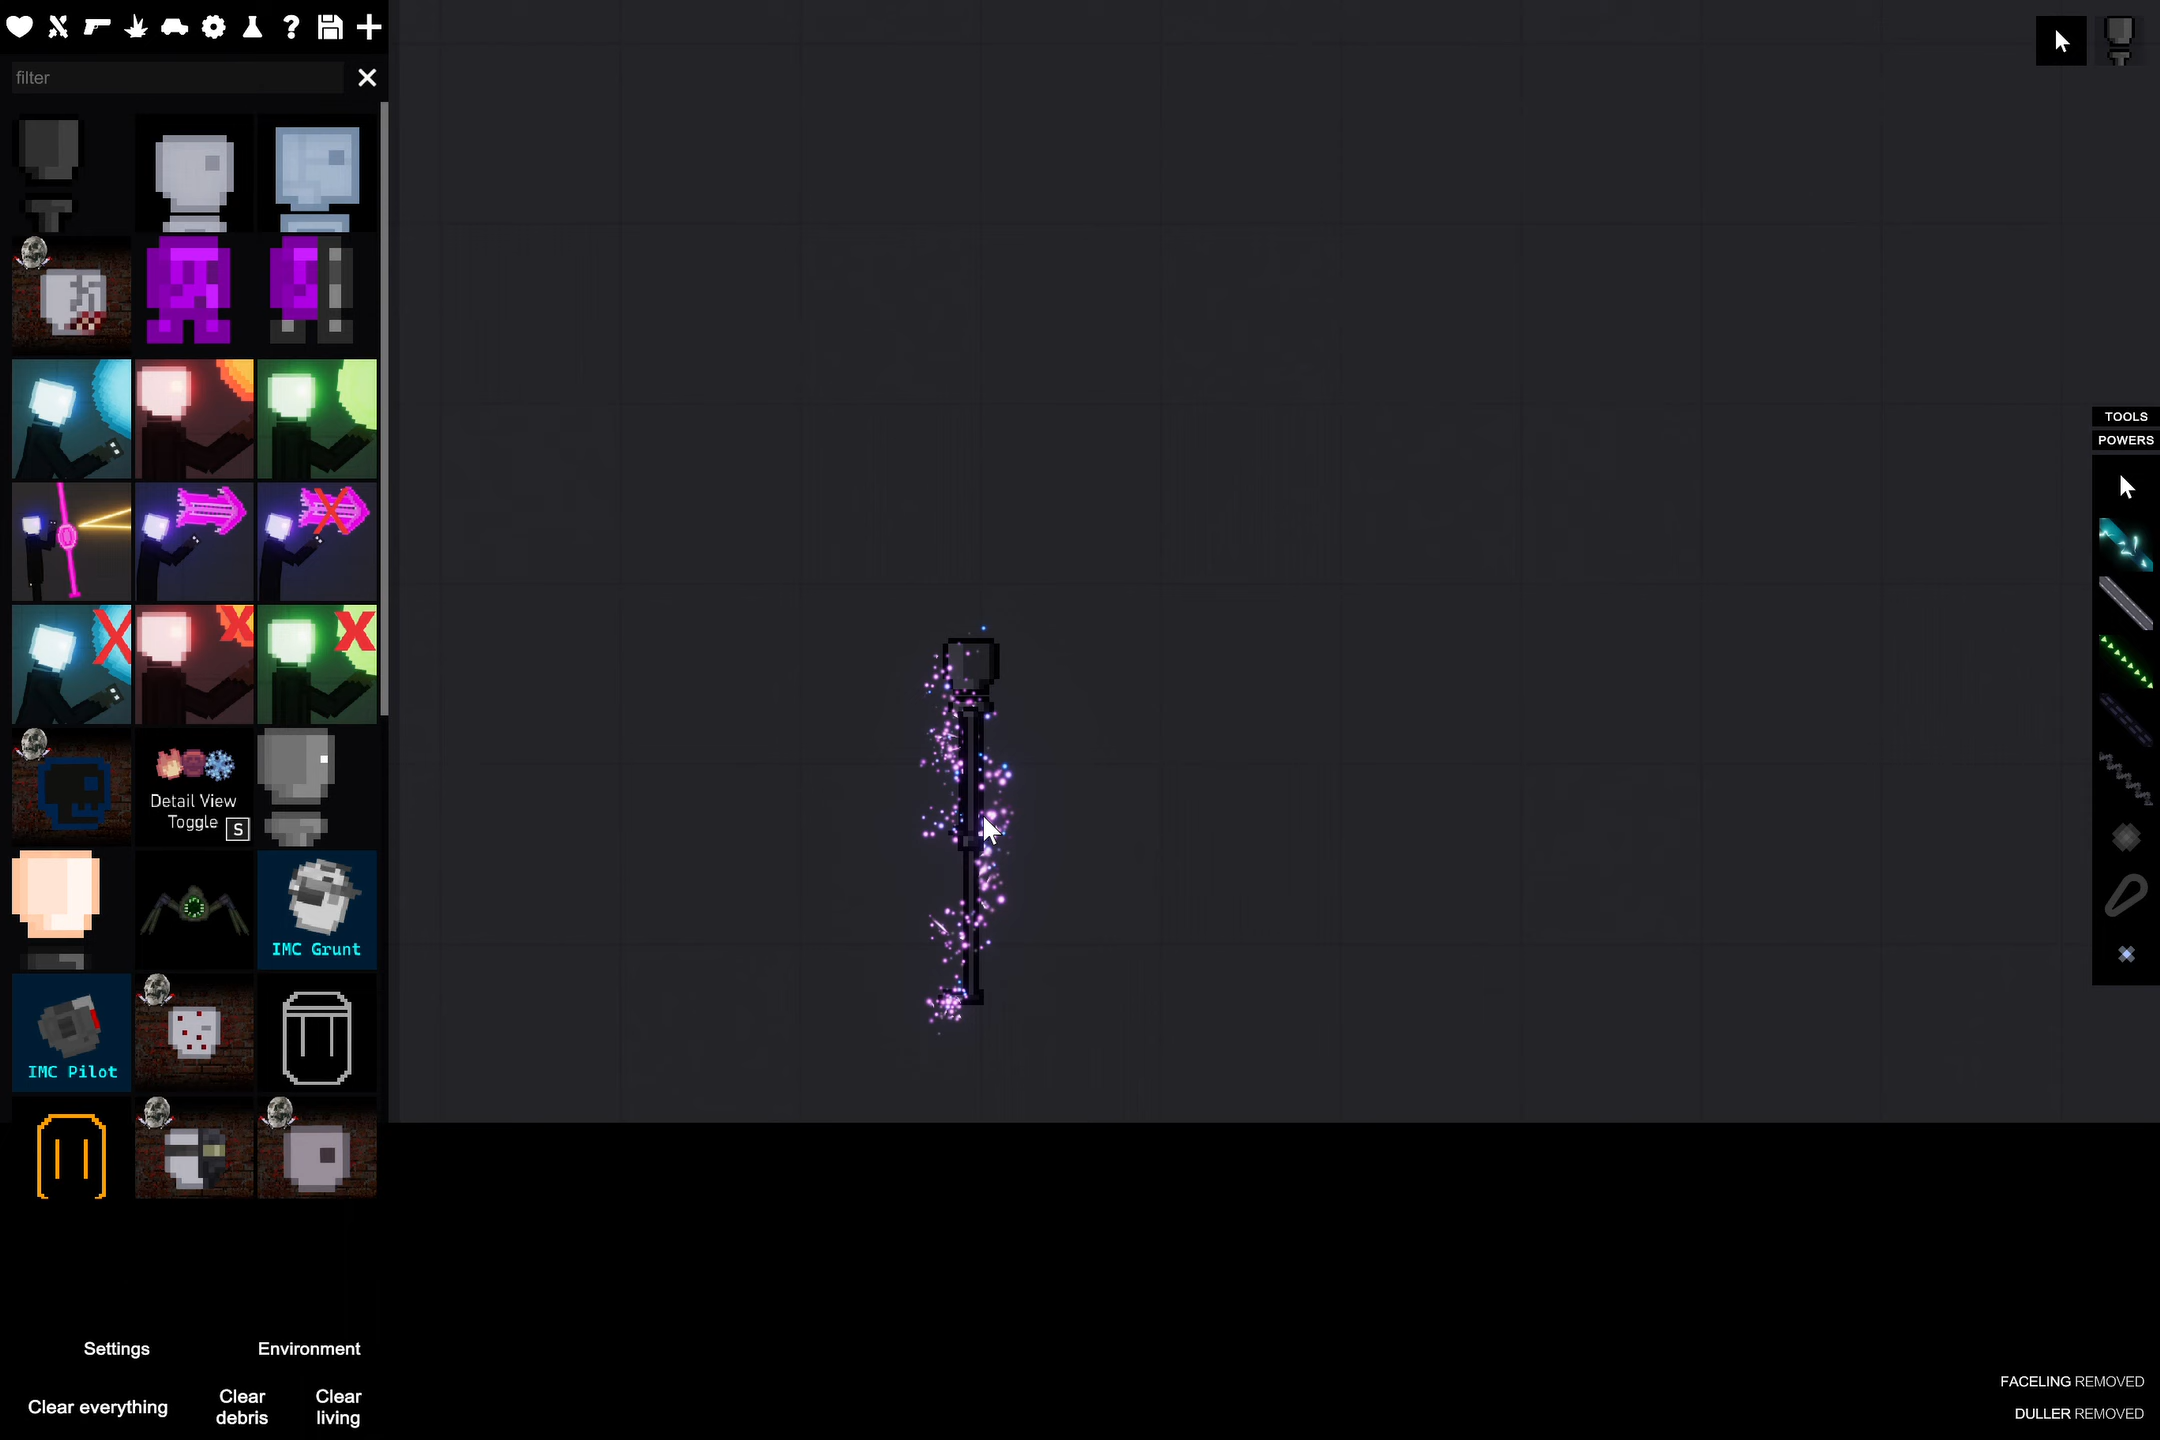 filter
TOOLS
POWERS
Detail View
Toggle S
IMC Grunt
IMC Pilot
Settings
Environment
Clear everything
Clear
debris
Clear
living
FACELING REMOVED
DULLER REMOVED